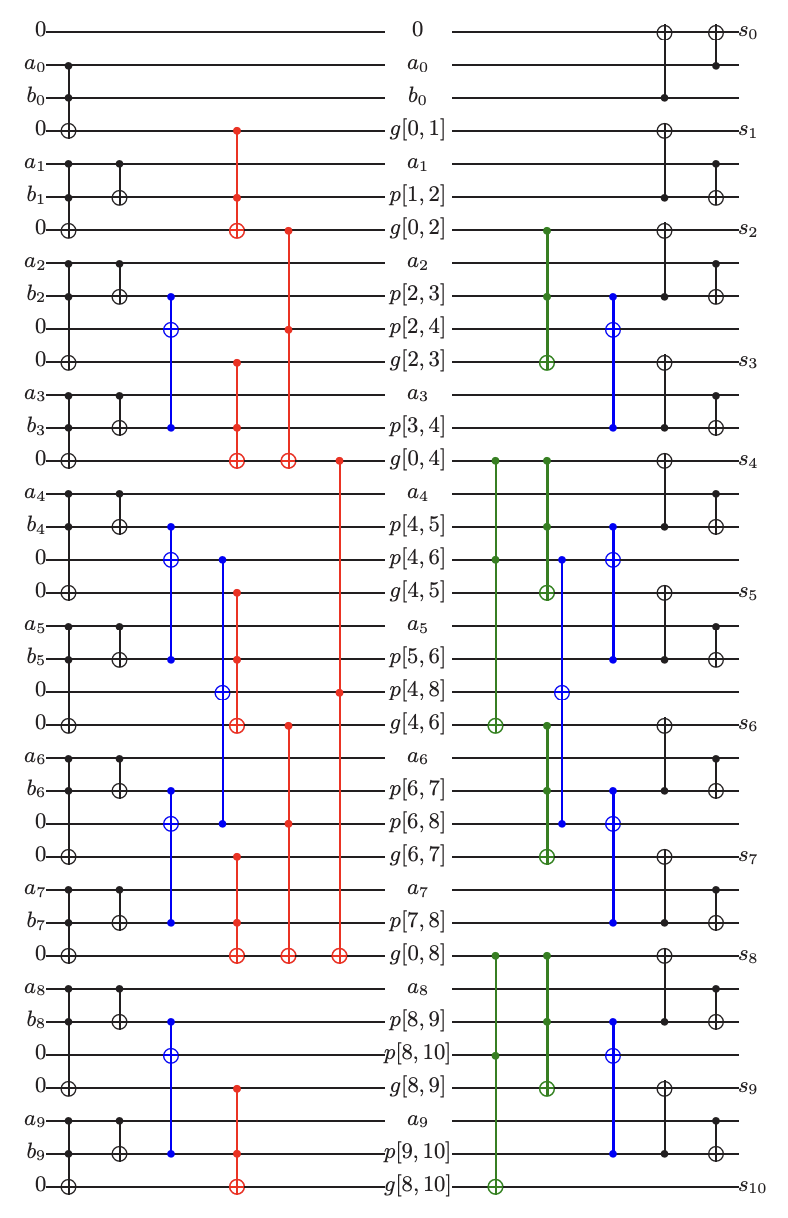 0 0 s₀
a₀ a₀
b₀ b₀
0 g[0, 1] s₁
a₁ a₁
b₁ p[1, 2]
0 g[0, 2] s₂
a₂ a₂
b₂ p[2, 3]
0 p[2, 4]
0 g[2, 3] s₃
a₃ a₃
b₃ p[3, 4]
0 g[0, 4] s₄
a₄ a₄
b₄ p[4, 5]
0 p[4, 6]
0 g[4, 5] s₅
a₅ a₅
b₅ p[5, 6]
0 p[4, 8]
0 g[4, 6] s₆
a₆ a₆
b₆ p[6, 7]
0 p[6, 8]
0 g[6, 7] s₇
a₇ a₇
b₇ p[7, 8]
0 g[0, 8] s₈
a₈ a₈
b₈ p[8, 9]
0 p[8, 10]
0 g[8, 9] s₉
a₉ a₉
b₉ p[9, 10]
0 g[8, 10] s₁₀